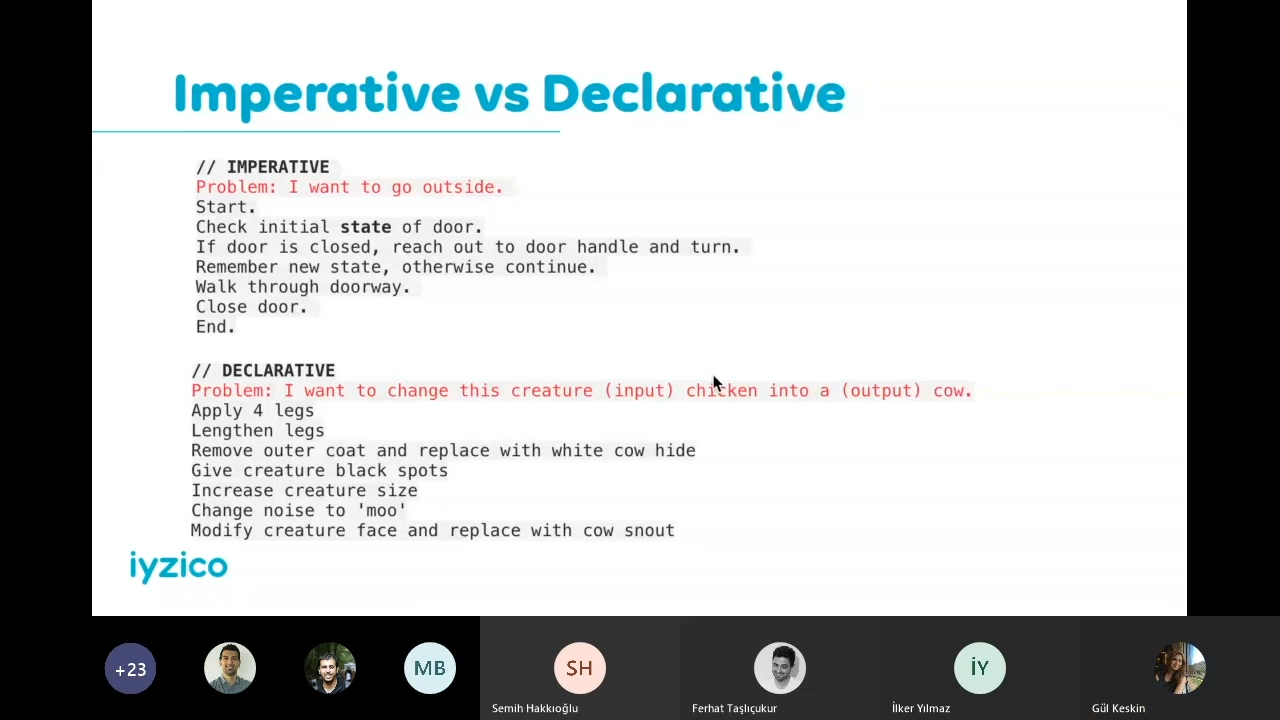 Imperative vs Declarative
// IMPERATIVE
Problem: I want to go outside.
Start.
Check initial state of door.
If door is closed, reach out to door handle and turn.
Remember new state, otherwise continue.
Walk through doorway.
Close door.
End.
// DECLARATIVE
Problem: I want to change this creature (input) chicken into a (output) cow.
Apply 4 legs
Lengthen legs
Remove outer coat and replace with white cow hide
Give creature black spots
Increase creature size
Change noise to 'moo'
Modify creature face and replace with cow snout
iyzico
+23
MB
SH
İY
Semih Hakkıoğlu
Ferhat Taşlıçukur
İlker Yılmaz
Gül Keskin